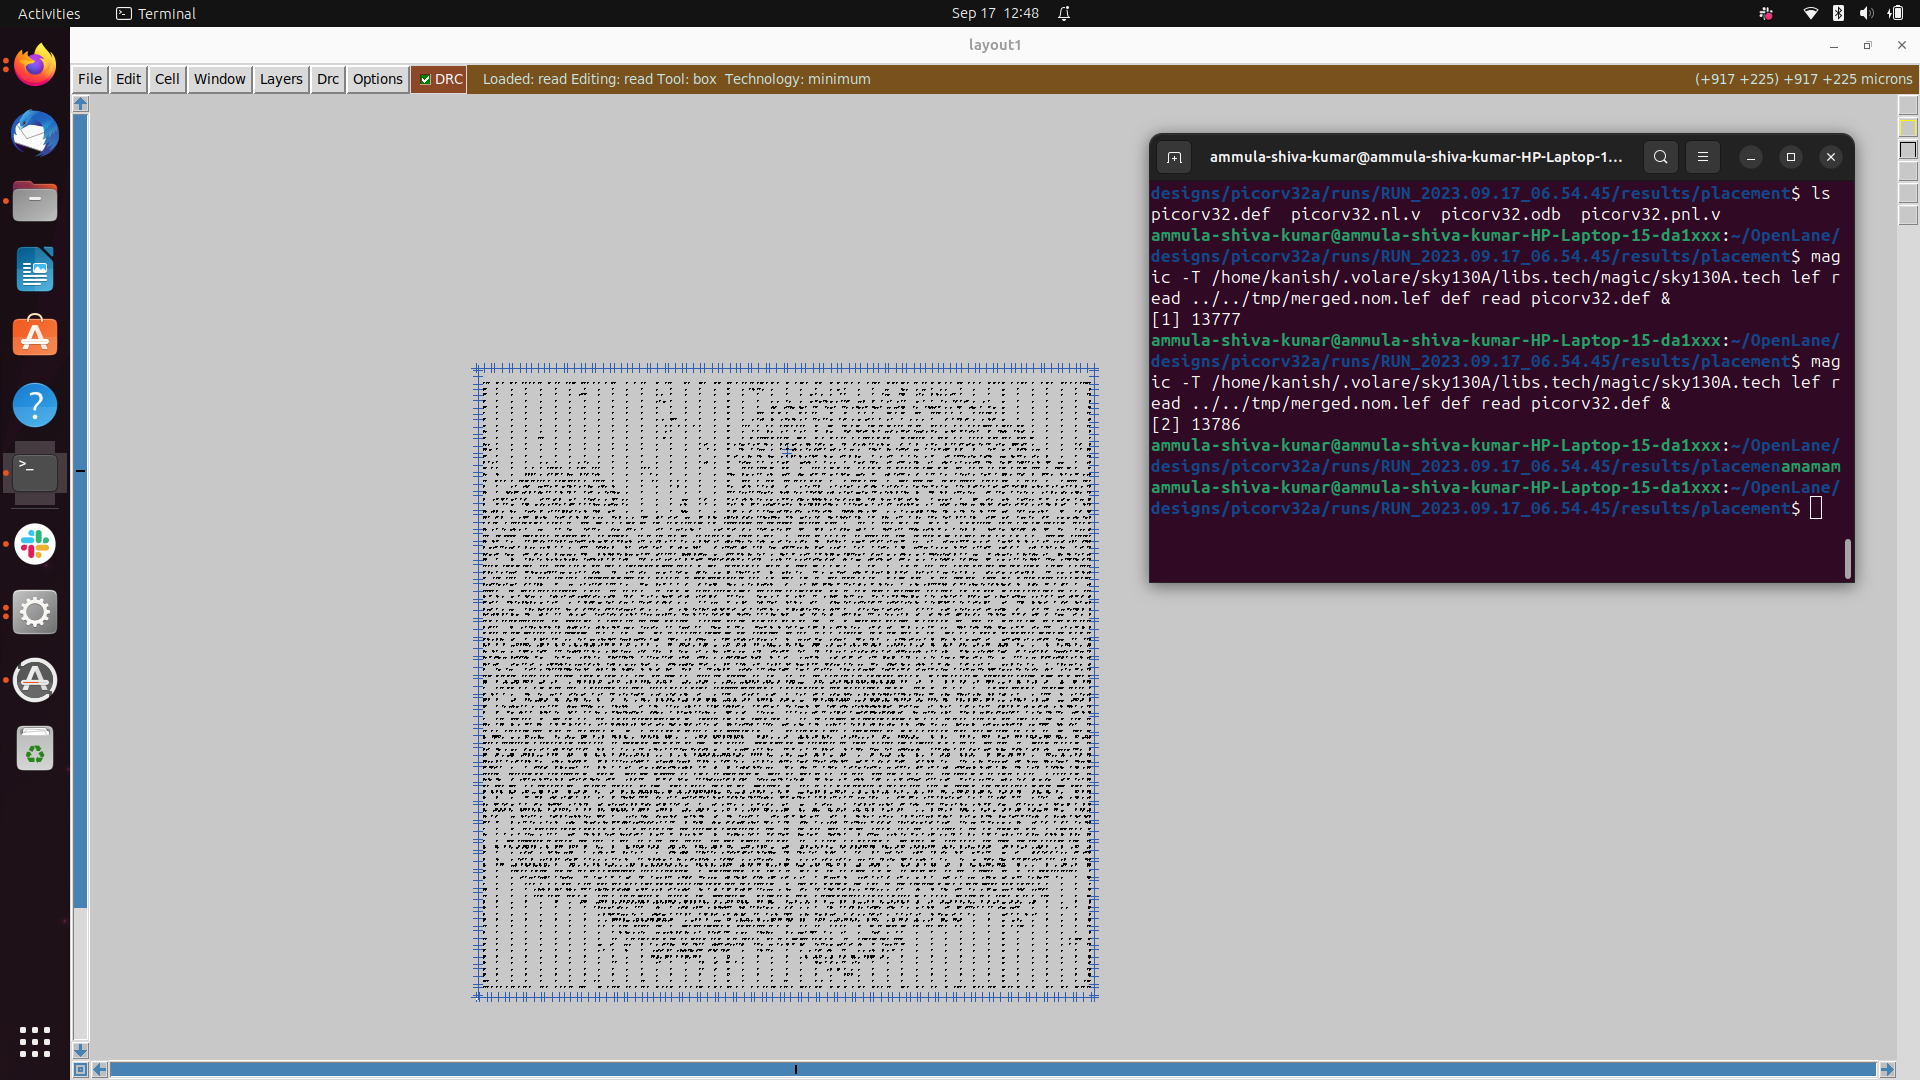 Activities Terminal Sep 17 12:48
layout1
File Edit Cell Window Layers Drc Options DRC Loaded: read Editing: read Tool: box Technology: minimum (+917 +225) +917 +225 microns
ammula-shiva-kumar@ammula-shiva-kumar-HP-Laptop-1...
designs/picorv32a/runs/RUN_2023.09.17_06.54.45/results/placement$ ls
picorv32.def picorv32.nl.v picorv32.odb picorv32.pnl.v
ammula-shiva-kumar@ammula-shiva-kumar-HP-Laptop-15-da1xxx:~/OpenLane/
designs/picorv32a/runs/RUN_2023.09.17_06.54.45/results/placement$ mag
ic -T /home/kanish/.volare/sky130A/libs.tech/magic/sky130A.tech lef r
ead ../../tmp/merged.nom.lef def read picorv32.def &
[1] 13777
ammula-shiva-kumar@ammula-shiva-kumar-HP-Laptop-15-da1xxx:~/OpenLane/
designs/picorv32a/runs/RUN_2023.09.17_06.54.45/results/placement$ mag
ic -T /home/kanish/.volare/sky130A/libs.tech/magic/sky130A.tech lef r
ead ../../tmp/merged.nom.lef def read picorv32.def &
[2] 13786
ammula-shiva-kumar@ammula-shiva-kumar-HP-Laptop-15-da1xxx:~/OpenLane/
designs/picorv32a/runs/RUN_2023.09.17_06.54.45/results/placemenamamam
ammula-shiva-kumar@ammula-shiva-kumar-HP-Laptop-15-da1xxx:~/OpenLane/
designs/picorv32a/runs/RUN_2023.09.17_06.54.45/results/placement$